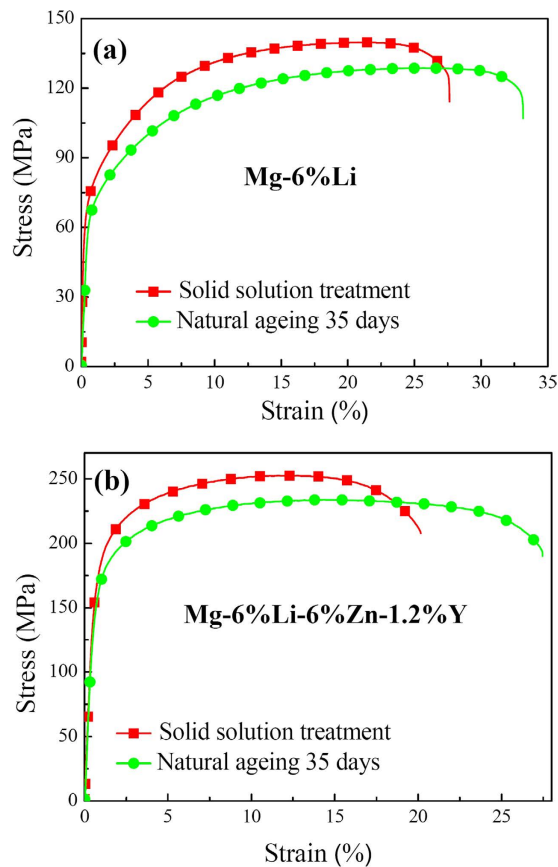 (a)
150
120
90
60
30
0
Stress (MPa)
Mg-6%Li
Solid solution treatment
Natural ageing 35 days
0 5 10 15 20 25 30 35
Strain (%)
(b)
250
200
150
100
50
0
Stress (MPa)
Mg-6%Li-6%Zn-1.2%Y
Solid solution treatment
Natural ageing 35 days
0 5 10 15 20 25
Strain (%)